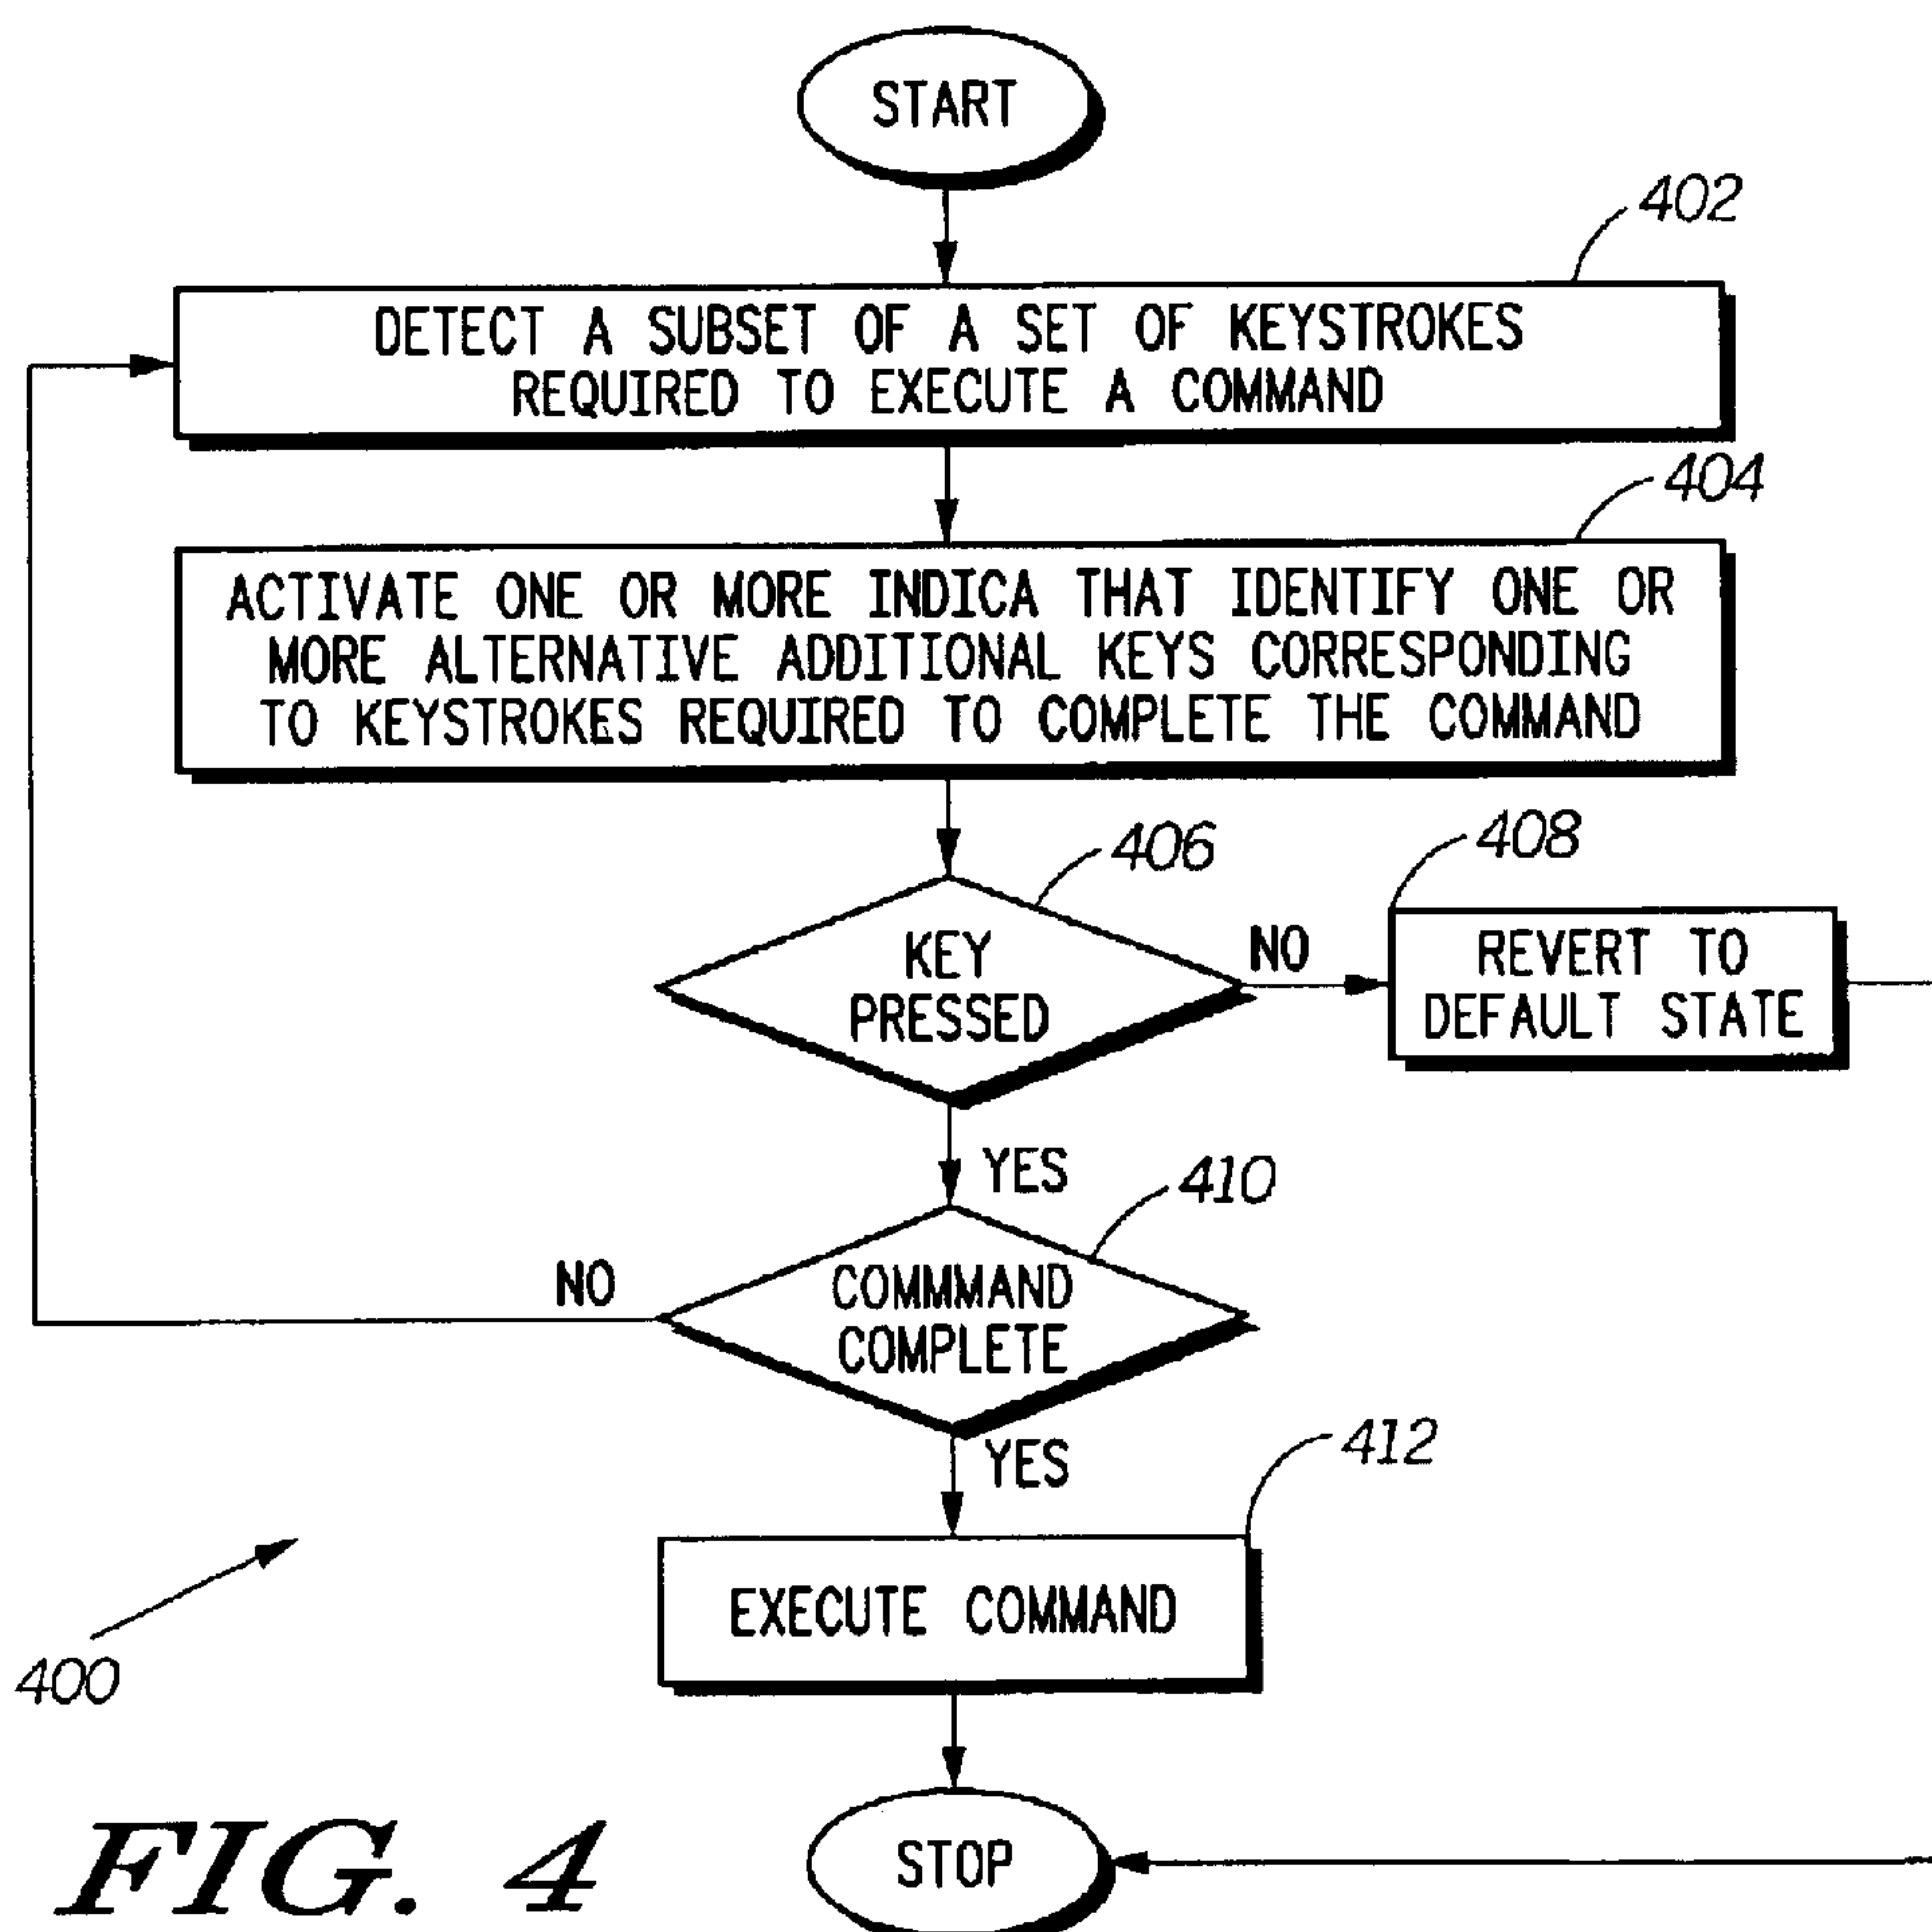 START
402
DETECT A SUBSET OF A SET OF KEYSTROKES
REQUIRED TO EXECUTE A COMMAND
404
ACTIVATE ONE OR MORE INDICA THAT IDENTIFY ONE OR
MORE ALTERNATIVE ADDITIONAL KEYS CORRESPONDING
TO KEYSTROKES REQUIRED TO COMPLETE THE COMMAND
406
408
KEY
PRESSED
NO
REVERT TO
DEFAULT STATE
YES
410
NO
COMMMAND
COMPLETE
YES
412
EXECUTE COMMAND
400
STOP
FIG. 4